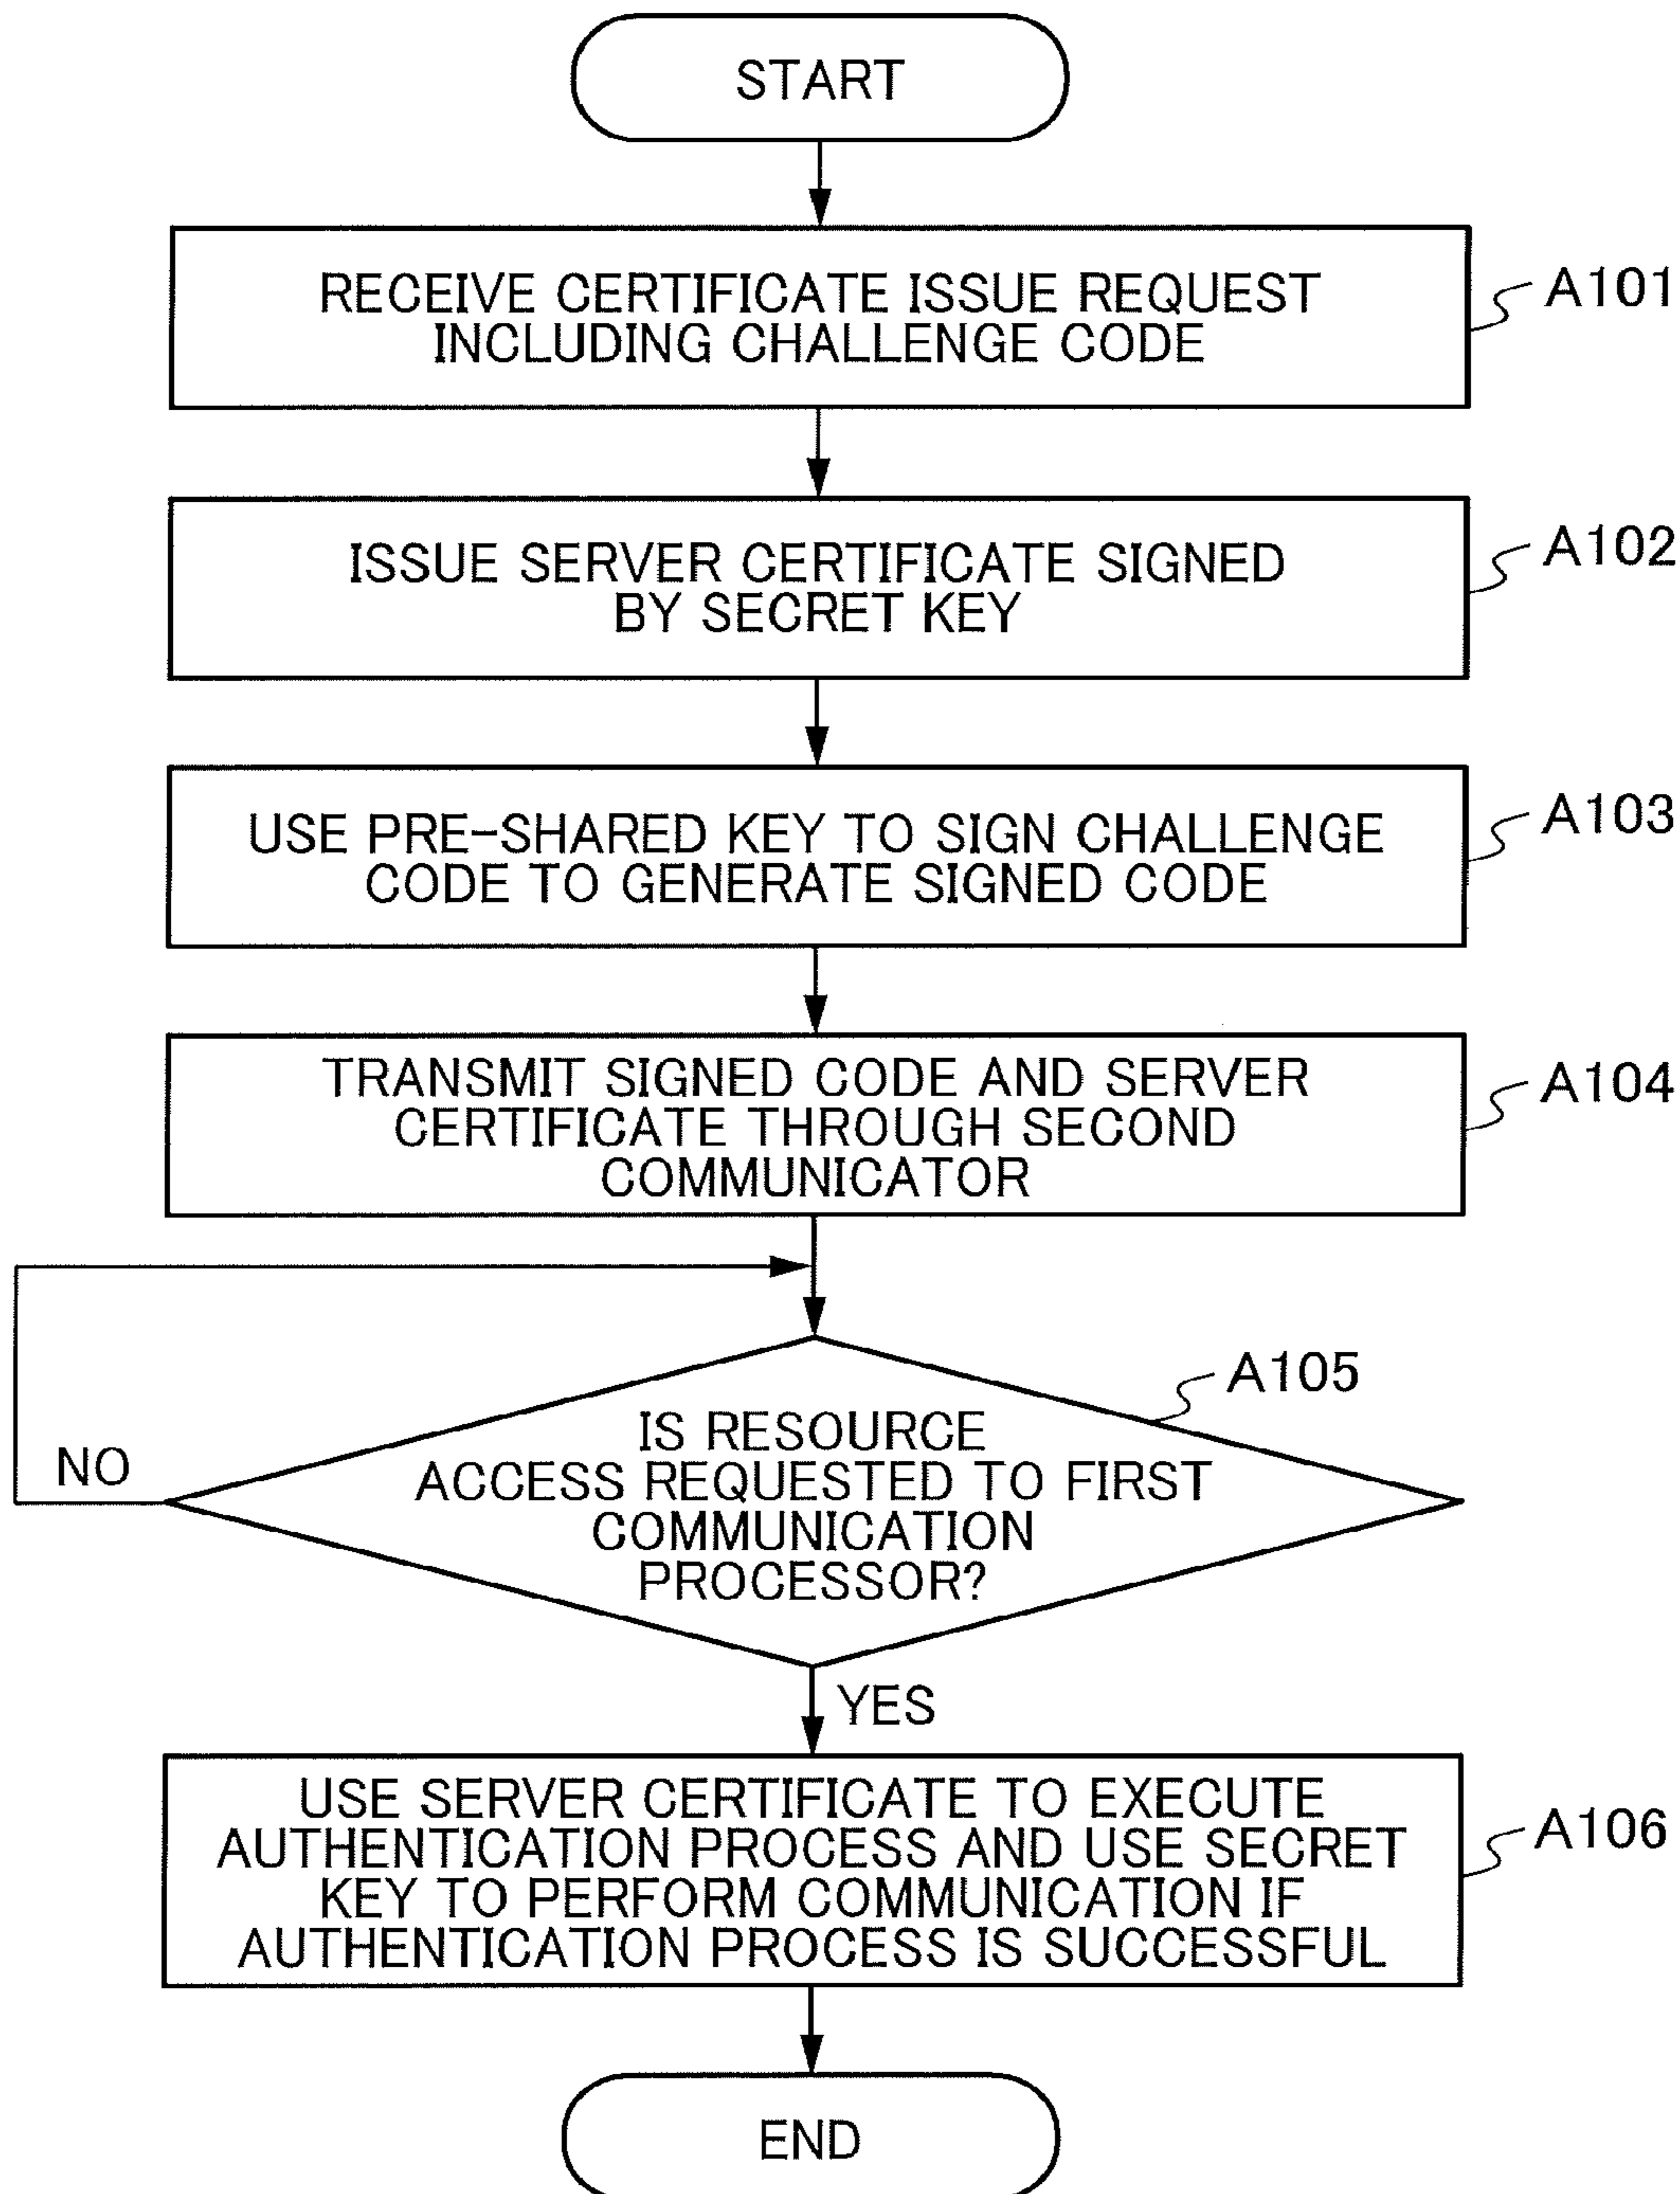 START
RECEIVE CERTIFICATE ISSUE REQUEST
INCLUDING CHALLENGE CODE
A101
ISSUE SERVER CERTIFICATE SIGNED
BY SECRET KEY
A102
USE PRE-SHARED KEY TO SIGN CHALLENGE
CODE TO GENERATE SIGNED CODE
A103
TRANSMIT SIGNED CODE AND SERVER
CERTIFICATE THROUGH SECOND
COMMUNICATOR
A104
A105
IS RESOURCE
ACCESS REQUESTED TO FIRST
COMMUNICATION
PROCESSOR?
NO
YES
USE SERVER CERTIFICATE TO EXECUTE
AUTHENTICATION PROCESS AND USE SECRET
KEY TO PERFORM COMMUNICATION IF
AUTHENTICATION PROCESS IS SUCCESSFUL
A106
END